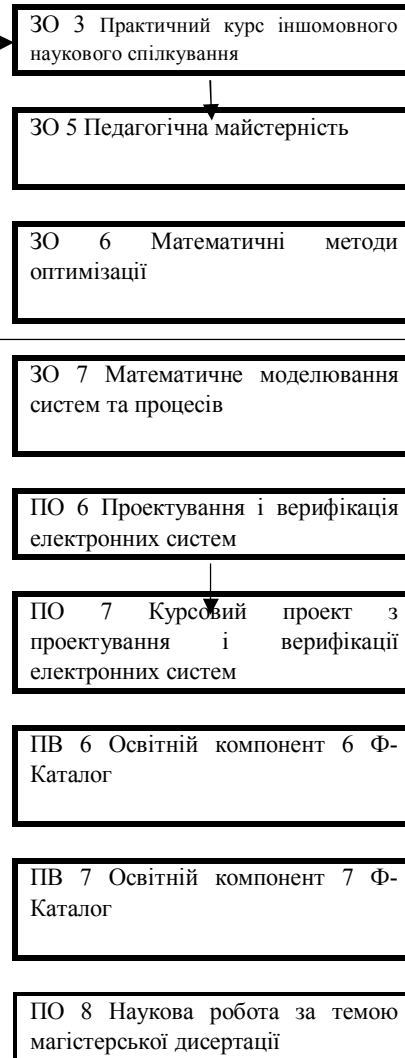 ЗО 3 Практичний курс іншомовного
наукового спілкування
ЗО 5 Педагогічна майстерність
ЗО 6 Математичні методи
оптимізації
ЗО 7 Математичне моделювання
систем та процесів
ПО 6 Проектування і верифікація
електронних систем
ПО 7 Курсовий проект з
проектування і верифікації
електронних систем
ПВ 6 Освітній компонент 6 Ф-
Каталог
ПВ 7 Освітній компонент 7 Ф-
Каталог
ПО 8 Наукова робота за темою
магістерської дисертації